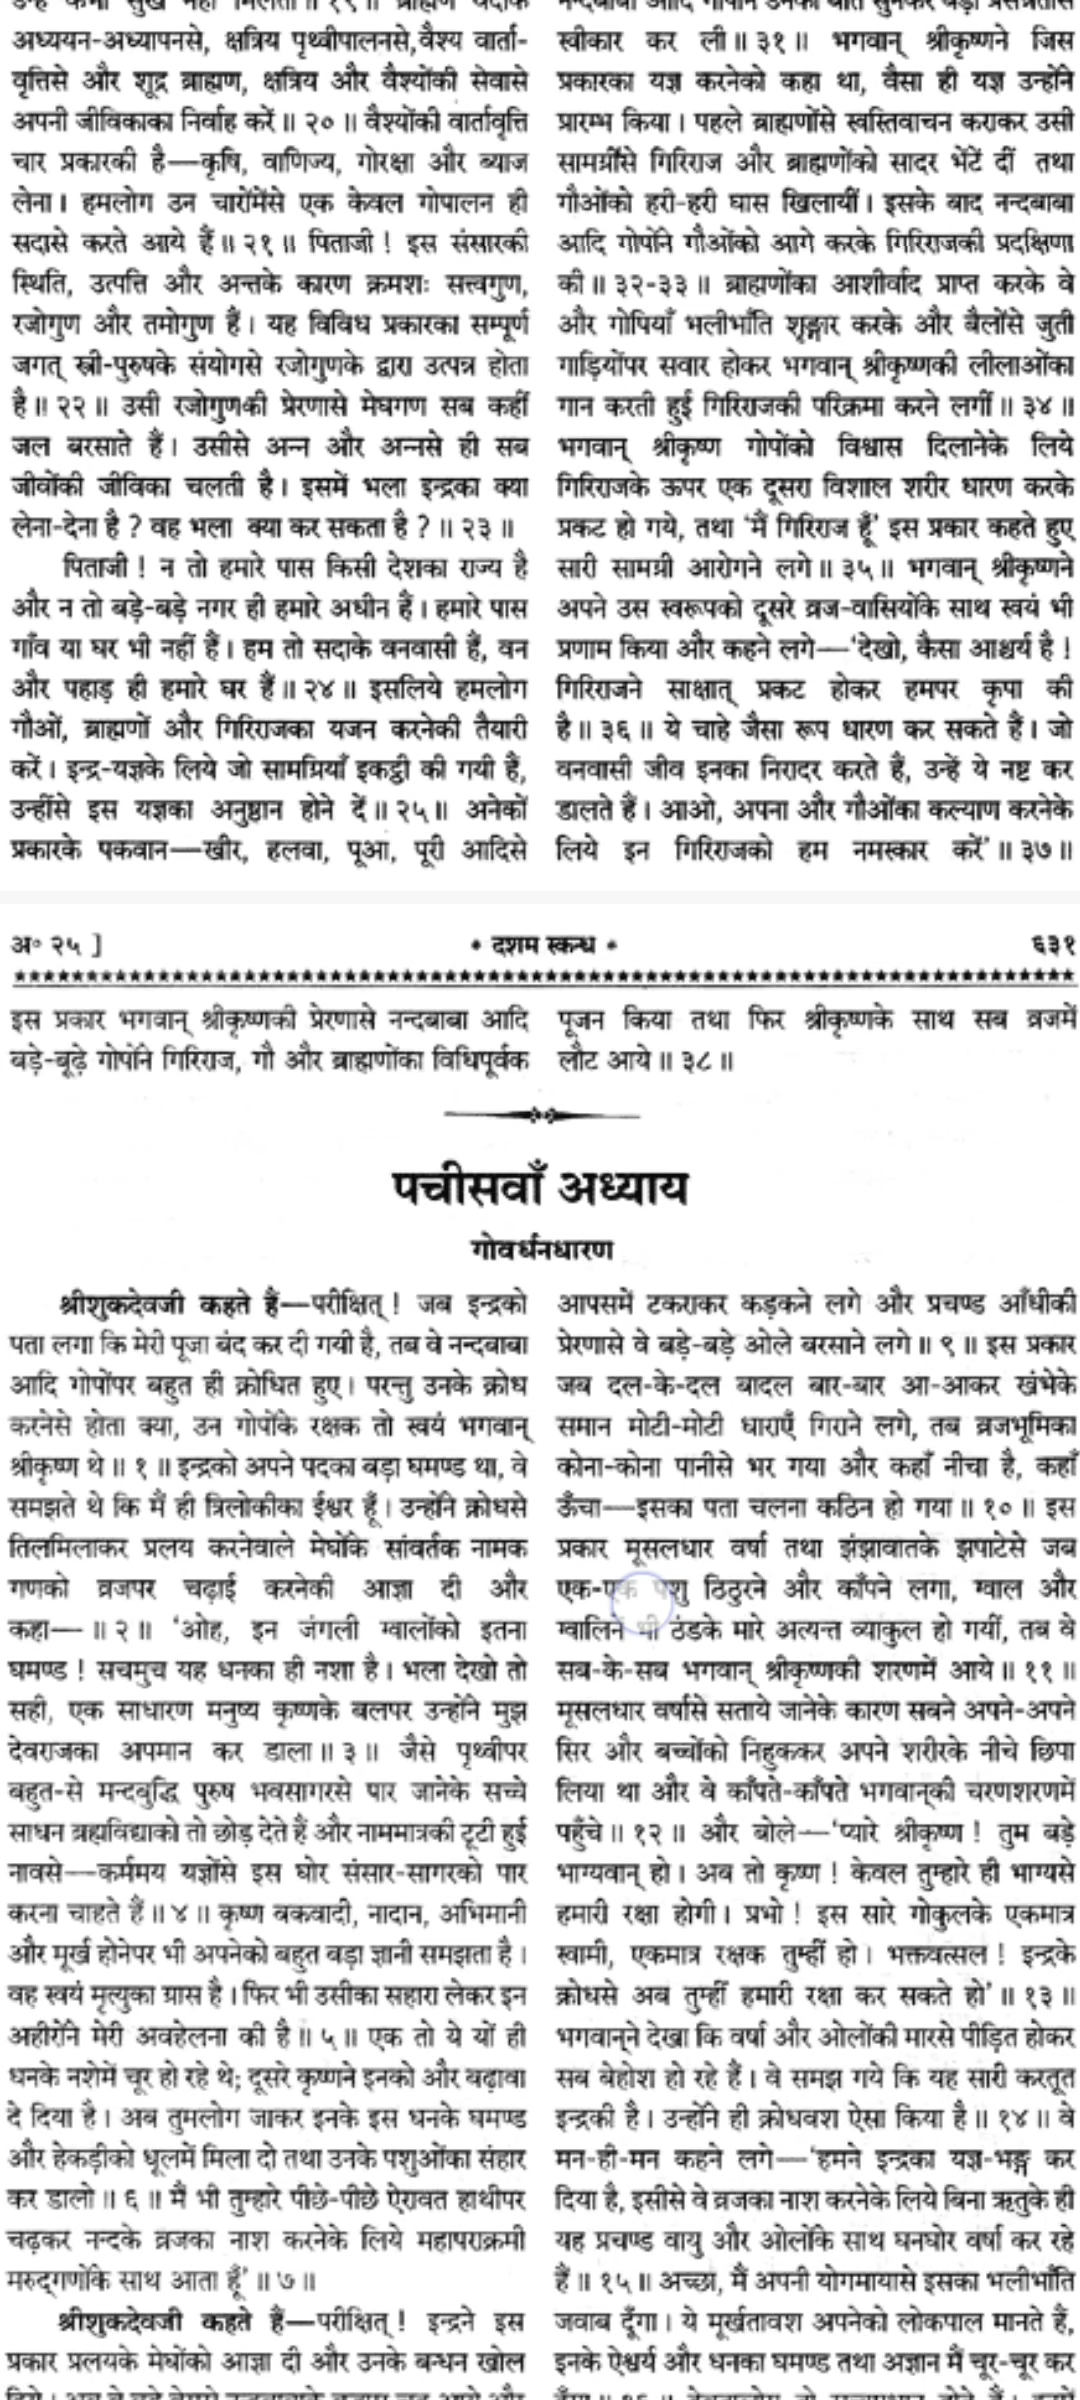 अध्ययन-अध्यापनसे, क्षत्रिय पृथ्वीपालनसे, वैश्य वार्ता-
वृत्तिसे और शूद्र ब्राह्मण, क्षत्रिय और वैश्योंकी सेवासे
अपनी जीविकाका निर्वाह करें॥ २० ॥ वैश्योंकी वार्तावृत्ति
चार प्रकारकी है—कृषि, वाणिज्य, गोरक्षा और ब्याज
लेना। हमलोग उन चारोंमेंसे एक केवल गोपालन ही
सदासे करते आये हैं॥ २१ ॥ पिताजी ! इस संसारकी
स्थिति, उत्पत्ति और अन्तके कारण क्रमशः सत्त्वगुण,
रजोगुण और तमोगुण हैं। यह विविध प्रकारका सम्पूर्ण
जगत् स्त्री-पुरुषके संयोगसे रजोगुणके द्वारा उत्पन्न होता
है॥ २२ ॥ उसी रजोगुणकी प्रेरणासे मेघगण सब कहीं
जल बरसाते हैं। उसीसे अन्न और अन्नसे ही सब
जीवोंकी जीविका चलती है। इसमें भला इन्द्रका क्या
लेना-देना है ? वह भला क्या कर सकता है ? ॥ २३ ॥
पिताजी ! न तो हमारे पास किसी देशका राज्य है
और न तो बड़े-बड़े नगर ही हमारे अधीन हैं। हमारे पास
गाँव या घर भी नहीं हैं। हम तो सदाके वनवासी हैं, वन
और पहाड़ ही हमारे घर हैं॥ २४ ॥ इसलिये हमलोग
गौओं, ब्राह्मणों और गिरिराजका यजन करनेकी तैयारी
करें। इन्द्र-यज्ञके लिये जो सामग्रियाँ इकट्ठी की गयी हैं,
उन्हींसे इस यज्ञका अनुष्ठान होने दें॥ २५ ॥ अनेकों
प्रकारके पकवान—खीर, हलवा, पूआ, पूरी आदिसे
स्वीकार कर ली॥ ३१ ॥ भगवान् श्रीकृष्णने जिस
प्रकारका यज्ञ करनेको कहा था, वैसा ही यज्ञ उन्होंने
प्रारम्भ किया। पहले ब्राह्मणोंसे स्वस्तिवाचन कराकर उसी
सामग्रीसे गिरिराज और ब्राह्मणोंको सादर भेंटें दीं तथा
गौओंको हरी-हरी घास खिलायीं। इसके बाद नन्दबाबा
आदि गोपोंने गौओंको आगे करके गिरिराजकी प्रदक्षिणा
की॥ ३२-३३ ॥ ब्राह्मणोंका आशीर्वाद प्राप्त करके वे
और गोपियाँ भलीभाँति शृङ्गार करके और बैलोंसे जुती
गाड़ियोंपर सवार होकर भगवान् श्रीकृष्णकी लीलाओंका
गान करती हुई गिरिराजकी परिक्रमा करने लगीं॥ ३४ ॥
भगवान् श्रीकृष्ण गोपोंको विश्वास दिलानेके लिये
गिरिराजके ऊपर एक दूसरा विशाल शरीर धारण करके
प्रकट हो गये, तथा 'मैं गिरिराज हूँ' इस प्रकार कहते हुए
सारी सामग्री आरोगने लगे॥ ३५ ॥ भगवान् श्रीकृष्णने
अपने उस स्वरूपको दूसरे व्रज-वासियोंके साथ स्वयं भी
प्रणाम किया और कहने लगे—'देखो, कैसा आश्चर्य है !
गिरिराजने साक्षात् प्रकट होकर हमपर कृपा की
है॥ ३६ ॥ ये चाहे जैसा रूप धारण कर सकते हैं। जो
वनवासी जीव इनका निरादर करते हैं, उन्हें ये नष्ट कर
डालते हैं। आओ, अपना और गौओंका कल्याण करनेके
लिये इन गिरिराजको हम नमस्कार करें'॥ ३७ ॥
अ॰ २५ ]
* दशम स्कन्ध *
६३१
इस प्रकार भगवान् श्रीकृष्णकी प्रेरणासे नन्दबाबा आदि
बड़े-बूढ़े गोपोंने गिरिराज, गौ और ब्राह्मणोंका विधिपूर्वक
पूजन किया तथा फिर श्रीकृष्णके साथ सब व्रजमें
लौट आये॥ ३८ ॥
पचीसवाँ अध्याय
गोवर्धनधारण
श्रीशुकदेवजी कहते हैं—परीक्षित् ! जब इन्द्रको
पता लगा कि मेरी पूजा बंद कर दी गयी है, तब वे नन्दबाबा
आदि गोपोंपर बहुत ही क्रोधित हुए। परन्तु उनके क्रोध
करनेसे होता क्या, उन गोपोंके रक्षक तो स्वयं भगवान्
श्रीकृष्ण थे॥ १ ॥ इन्द्रको अपने पदका बड़ा घमण्ड था, वे
समझते थे कि मैं ही त्रिलोकीका ईश्वर हूँ। उन्होंने क्रोधसे
तिलमिलाकर प्रलय करनेवाले मेघोंके सांवर्तक नामक
गणको व्रजपर चढ़ाई करनेकी आज्ञा दी और
कहा— ॥ २ ॥ 'ओह, इन जंगली ग्वालोंको इतना
घमण्ड ! सचमुच यह धनका ही नशा है। भला देखो तो
सही, एक साधारण मनुष्य कृष्णके बलपर उन्होंने मुझ
देवराजका अपमान कर डाला॥ ३ ॥ जैसे पृथ्वीपर
बहुत-से मन्दबुद्धि पुरुष भवसागरसे पार जानेके सच्चे
साधन ब्रह्मविद्याको तो छोड़ देते हैं और नाममात्रकी टूटी हुई
नावसे—कर्ममय यज्ञोंसे इस घोर संसार-सागरको पार
करना चाहते हैं॥ ४ ॥ कृष्ण बकवादी, नादान, अभिमानी
और मूर्ख होनेपर भी अपनेको बहुत बड़ा ज्ञानी समझता है।
वह स्वयं मृत्युका ग्रास है। फिर भी उसीका सहारा लेकर इन
अहीरोंने मेरी अवहेलना की है॥ ५ ॥ एक तो ये यों ही
धनके नशेमें चूर हो रहे थे; दूसरे कृष्णने इनको और बढ़ावा
दे दिया है। अब तुमलोग जाकर इनके इस धनके घमण्ड
और हेकड़ीको धूलमें मिला दो तथा उनके पशुओंका संहार
कर डालो॥ ६ ॥ मैं भी तुम्हारे पीछे-पीछे ऐरावत हाथीपर
चढ़कर नन्दके व्रजका नाश करनेके लिये महापराक्रमी
मरुद्गणोंके साथ आता हूँ'॥ ७ ॥
श्रीशुकदेवजी कहते हैं—परीक्षित् ! इन्द्रने इस
प्रकार प्रलयके मेघोंको आज्ञा दी और उनके बन्धन खोल
आपसमें टकराकर कड़कने लगे और प्रचण्ड आँधीकी
प्रेरणासे वे बड़े-बड़े ओले बरसाने लगे॥ ९ ॥ इस प्रकार
जब दल-के-दल बादल बार-बार आ-आकर खंभेके
समान मोटी-मोटी धाराएँ गिराने लगे, तब व्रजभूमिका
कोना-कोना पानीसे भर गया और कहाँ नीचा है, कहाँ
ऊँचा—इसका पता चलना कठिन हो गया॥ १० ॥ इस
प्रकार मूसलधार वर्षा तथा झंझावातके झपाटेसे जब
एक-एक पशु ठिठुरने और काँपने लगा, ग्वाल और
ग्वालिनें भी ठंडके मारे अत्यन्त व्याकुल हो गयीं, तब वे
सब-के-सब भगवान् श्रीकृष्णकी शरणमें आये॥ ११ ॥
मूसलधार वर्षासे सताये जानेके कारण सबने अपने-अपने
सिर और बच्चोंको निहुककर अपने शरीरके नीचे छिपा
लिया था और वे काँपते-काँपते भगवान्‌की चरणशरणमें
पहुँचे॥ १२ ॥ और बोले—'प्यारे श्रीकृष्ण ! तुम बड़े
भाग्यवान् हो। अब तो कृष्ण ! केवल तुम्हारे ही भाग्यसे
हमारी रक्षा होगी। प्रभो ! इस सारे गोकुलके एकमात्र
स्वामी, एकमात्र रक्षक तुम्हीं हो। भक्तवत्सल ! इन्द्रके
क्रोधसे अब तुम्हीं हमारी रक्षा कर सकते हो'॥ १३ ॥
भगवान्‌ने देखा कि वर्षा और ओलोंकी मारसे पीड़ित होकर
सब बेहोश हो रहे हैं। वे समझ गये कि यह सारी करतूत
इन्द्रकी है। उन्होंने ही क्रोधवश ऐसा किया है॥ १४ ॥ वे
मन-ही-मन कहने लगे—'हमने इन्द्रका यज्ञ-भङ्ग कर
दिया है, इसीसे वे व्रजका नाश करनेके लिये बिना ऋतुके ही
यह प्रचण्ड वायु और ओलोंके साथ घनघोर वर्षा कर रहे
हैं॥ १५ ॥ अच्छा, मैं अपनी योगमायासे इसका भलीभाँति
जवाब दूँगा। ये मूर्खतावश अपनेको लोकपाल मानते हैं,
इनके ऐश्वर्य और धनका घमण्ड तथा अज्ञान मैं चूर-चूर कर